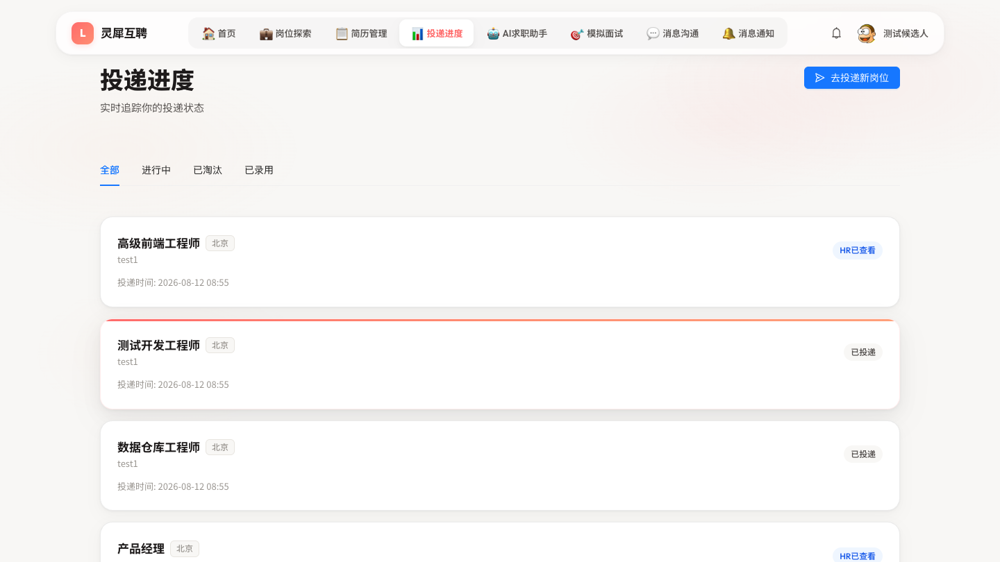 L 灵犀互聘 首页 岗位探索 简历管理 投递进度 AI求职助手 模拟面试 消息沟通 消息通知 测试候选人
投递进度
去投递新岗位
实时追踪你的投递状态
全部 进行中 已淘汰 已录用
高级前端工程师 北京
HR已查看
test1
投递时间: 2026-08-12 08:55
测试开发工程师 北京
已投递
test1
投递时间: 2026-08-12 08:55
数据仓库工程师 北京
已投递
test1
投递时间: 2026-08-12 08:55
产品经理 北京
HR已查看